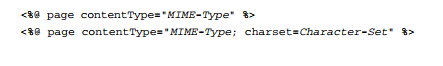 <%@ page contentType="MIME-Type" %>
<%@ page contentType="MIME-Type; charset=Character-Set" %>